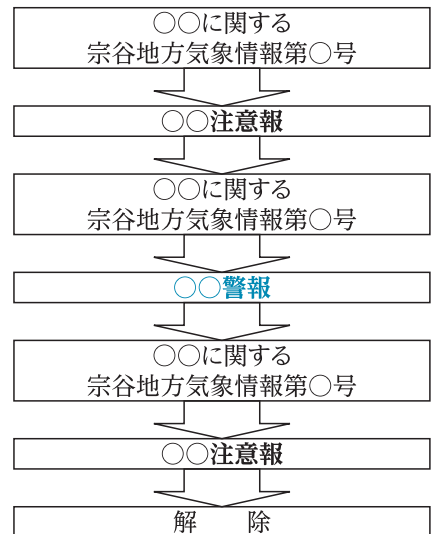 ○○に関する
宗谷地方気象情報第○号
○○注意報
○○に関する
宗谷地方気象情報第○号
○○警報
○○に関する
宗谷地方気象情報第○号
○○注意報
解　　除